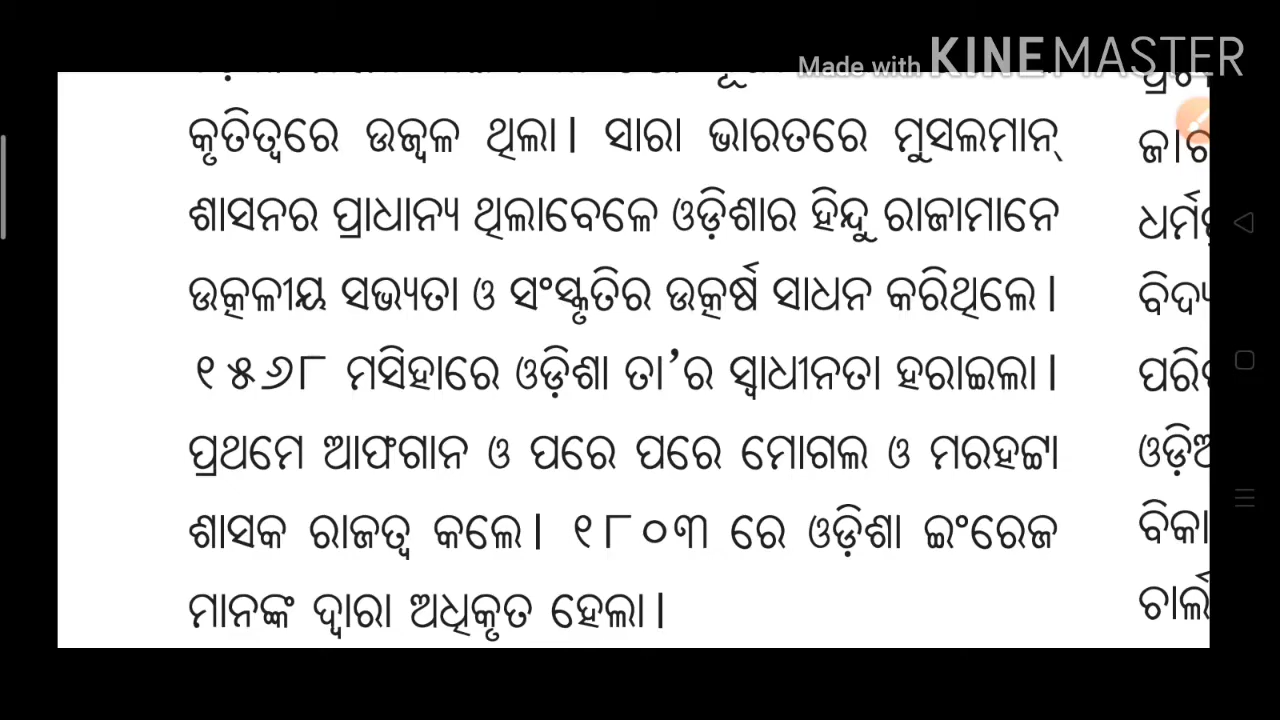 Made with KINEMASTER
କୃତିତ୍ୱରେ ଉଜ୍ଜ୍ୱଳ ଥିଲା।  ସାରା ଭାରତରେ ମୁସଲମାନ୍
ଶାସନର ପ୍ରାଧାନ୍ୟ ଥିଲାବେଳେ ଓଡ଼ିଶାର ହିନ୍ଦୁ ରାଜାମାନେ
ଉତ୍କଳୀୟ ସଭ୍ୟତା ଓ ସଂସ୍କୃତିର ଉତ୍କର୍ଷ ସାଧନ କରିଥିଲେ।
୧୫୬୮ ମସିହାରେ ଓଡ଼ିଶା ତା’ର ସ୍ୱାଧୀନତା ହରାଇଲା।
ପ୍ରଥମେ ଆଫଗାନ ଓ ପରେ ପରେ ମୋଗଲ ଓ ମରହଟ୍ଟା
ଶାସକ ରାଜତ୍ୱ କଲେ। ୧୮୦୩ ରେ ଓଡ଼ିଶା ଇଂରେଜ
ମାନଙ୍କ ଦ୍ୱାରା ଅଧିକୃତ ହେଲା।